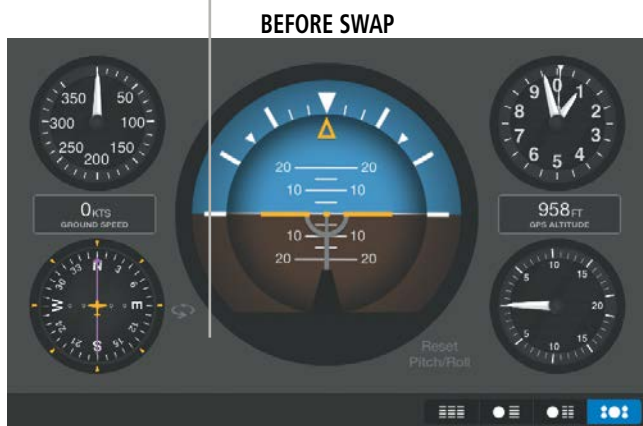 BEFORE SWAP
350 50
300 100
250 150
200
0KTS
GROUND SPEED
N 3 6 E 12 15 S 21 24 W 30 33
20 20
10 10
10 10
20 20
Reset
Pitch/Roll
0 1 2 3 4 5 6 7 8 9
958FT
GPS ALTITUDE
5 10 15
20
5 10 15